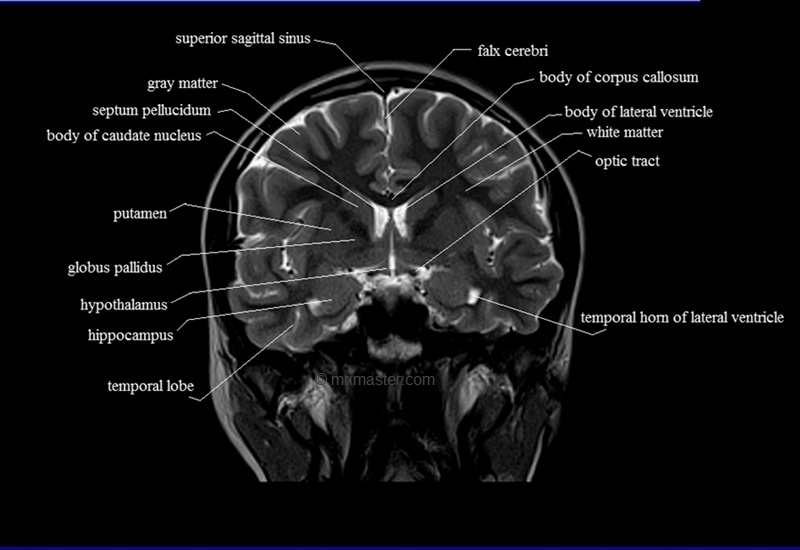 superior sagittal sinus
falx cerebri
gray matter
body of corpus callosum
septum pellucidum
body of lateral ventricle
body of caudate nucleus
white matter
optic tract
putamen
globus pallidus
hypothalamus
hippocampus
temporal horn of lateral ventricle
temporal lobe
© mrimaster.com